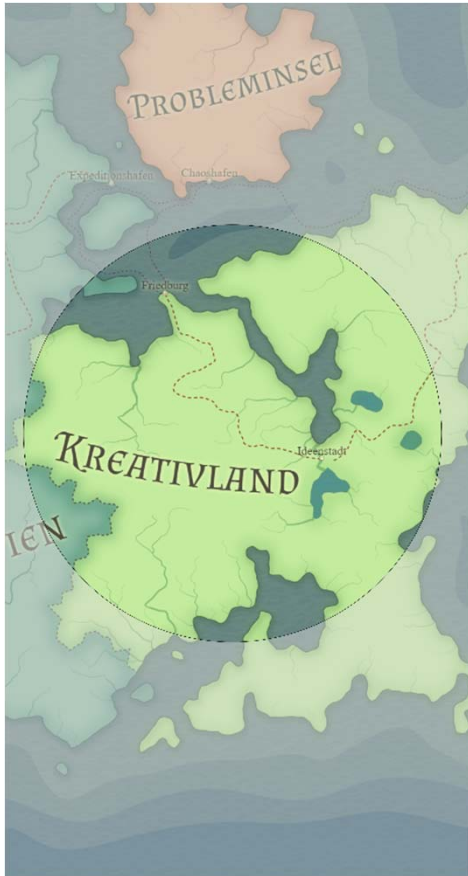 PROBLEMINSEL
Expeditionshafen
Chaoshafen
Friedburg
KREATIVLAND
Ideenstadt
IEN